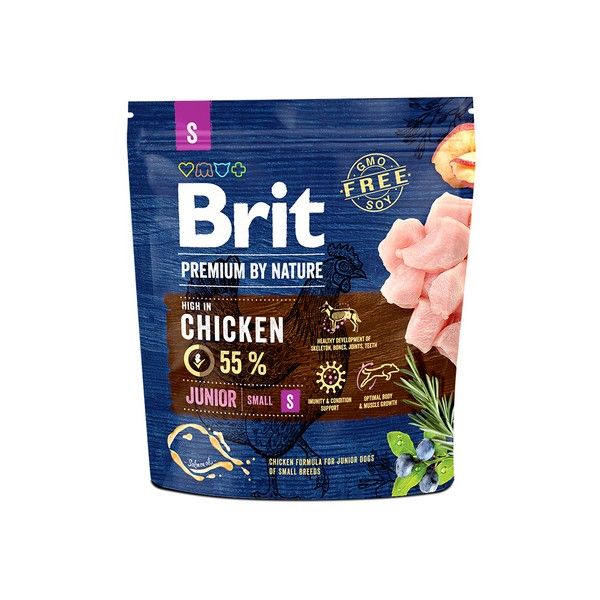 S
GMO
FREE
SOY
Brit
PREMIUM BY NATURE
HIGH IN
CHICKEN
55 %
JUNIOR SMALL S
HEALTHY DEVELOPMENT OF
SKELETON, BONES, JOINTS, TEETH
IMUNITY & CONDITION
SUPPORT
OPTIMAL BODY
& MUSCLE GROWTH
Salmon oil
CHICKEN FORMULA FOR JUNIOR DOGS
OF SMALL BREEDS